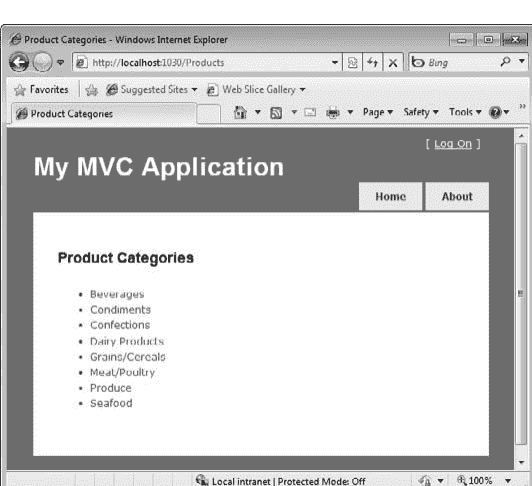 Product Categories - Windows Internet Explorer
http://localhost:1030/Products
Bing
Favorites Suggested Sites Web Slice Gallery
Product Categories
Page Safety Tools
[ Log On ]
My MVC Application
Home About
Product Categories
• Beverages
• Condiments
• Confections
• Dairy Products
• Grains/Cereals
• Meat/Poultry
• Produce
• Seafood
Local intranet | Protected Mode: Off 100%